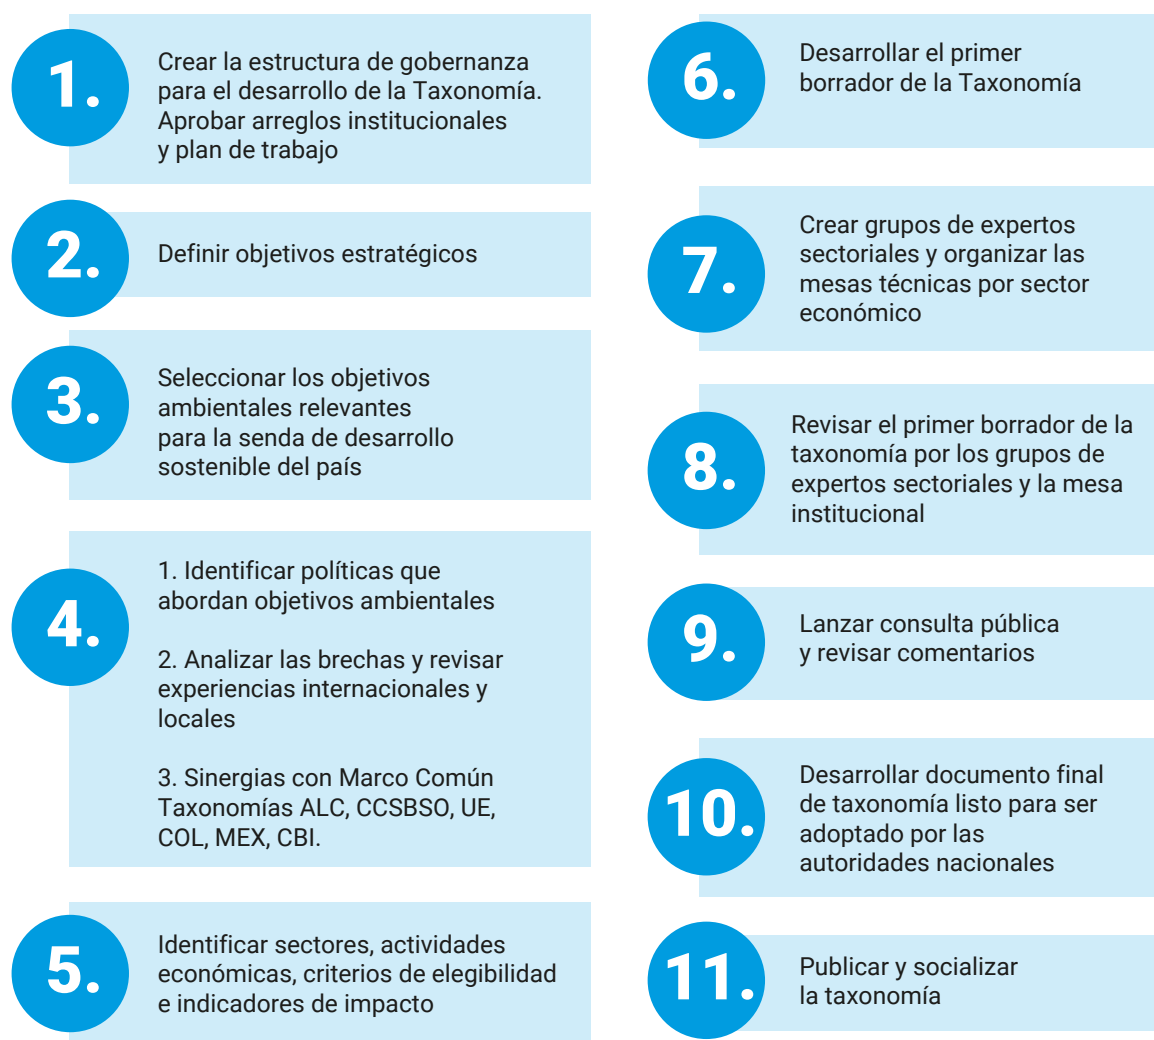 1.
Crear la estructura de gobernanza
para el desarrollo de la Taxonomía.
Aprobar arreglos institucionales
y plan de trabajo
2.
Definir objetivos estratégicos
3.
Seleccionar los objetivos
ambientales relevantes
para la senda de desarrollo
sostenible del país
4.
1. Identificar políticas que
abordan objetivos ambientales
2. Analizar las brechas y revisar
experiencias internacionales y
locales
3. Sinergias con Marco Común
Taxonomías ALC, CCSBSO, UE,
COL, MEX, CBI.
5.
Identificar sectores, actividades
económicas, criterios de elegibilidad
e indicadores de impacto
6.
Desarrollar el primer
borrador de la Taxonomía
7.
Crear grupos de expertos
sectoriales y organizar las
mesas técnicas por sector
económico
8.
Revisar el primer borrador de la
taxonomía por los grupos de
expertos sectoriales y la mesa
institucional
9.
Lanzar consulta pública
y revisar comentarios
10.
Desarrollar documento final
de taxonomía listo para ser
adoptado por las
autoridades nacionales
11.
Publicar y socializar
la taxonomía